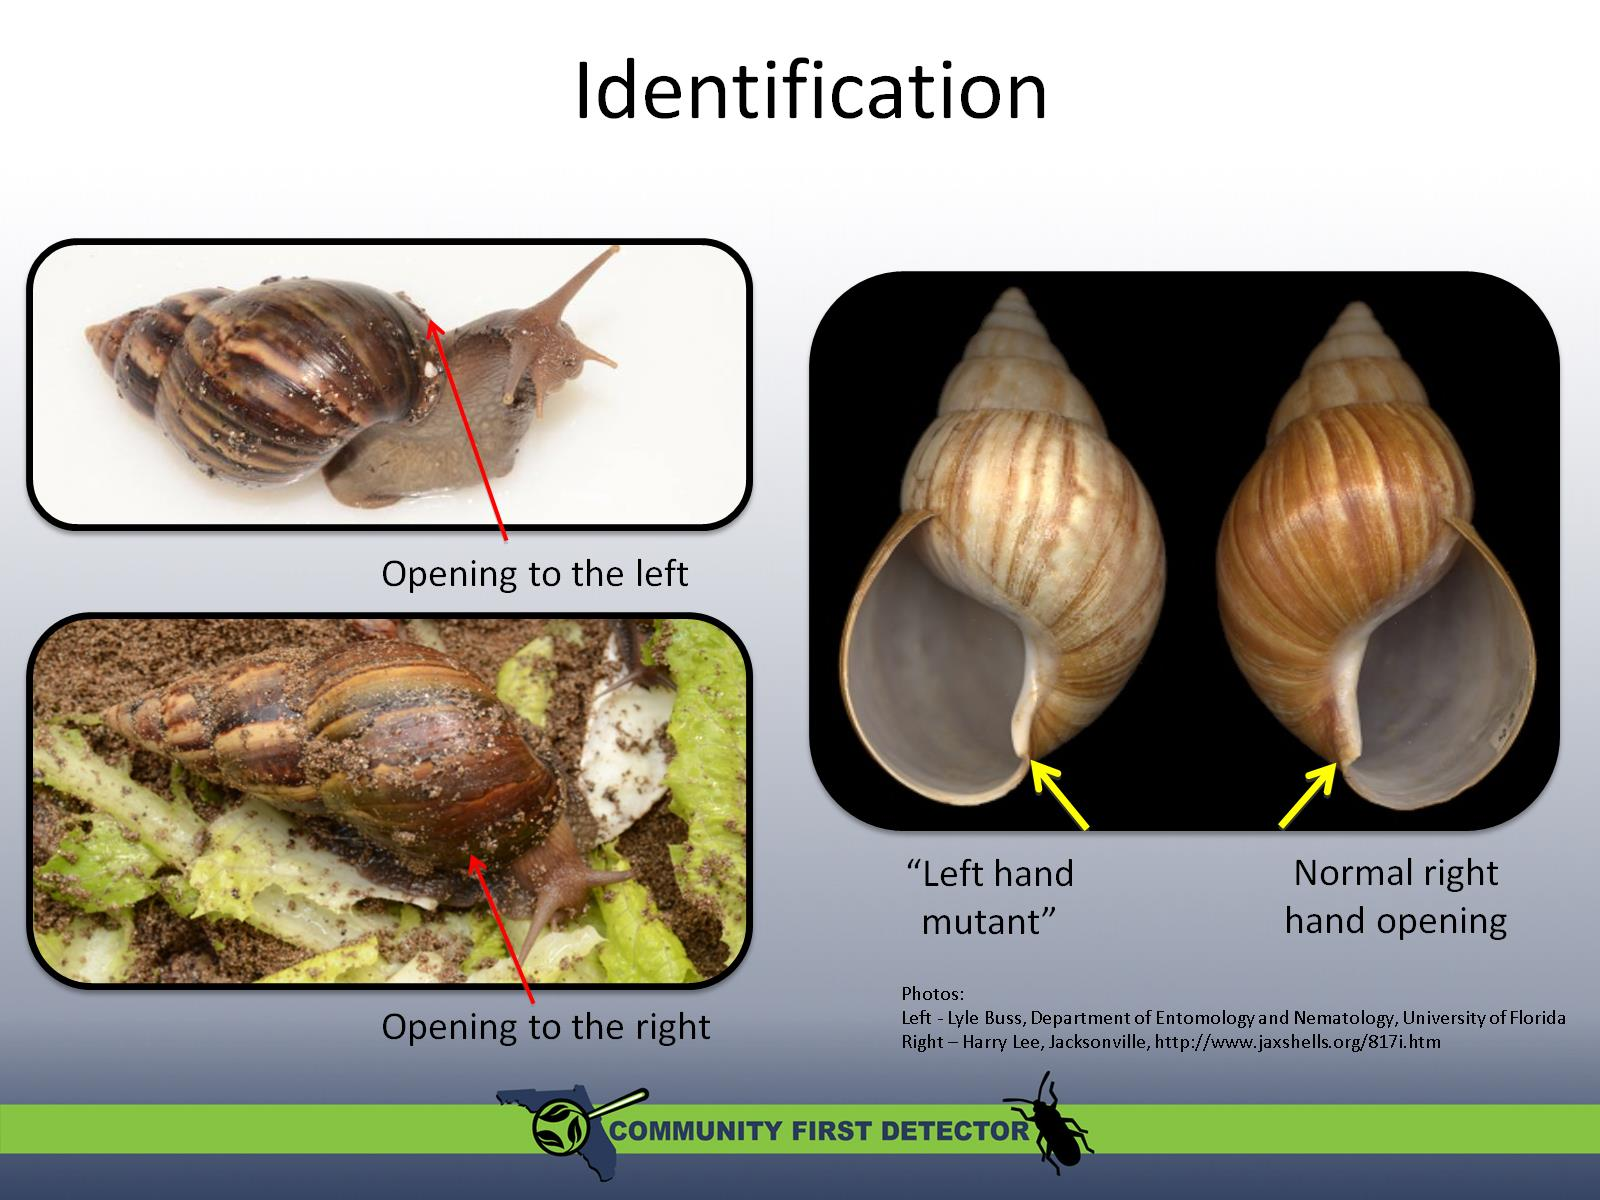 Identification
Opening to the left
Opening to the right
“Left hand
mutant”
Normal right
hand opening
Photos:
Left - Lyle Buss, Department of Entomology and Nematology, University of Florida
Right – Harry Lee, Jacksonville, http://www.jaxshells.org/817i.htm
COMMUNITY FIRST DETECTOR